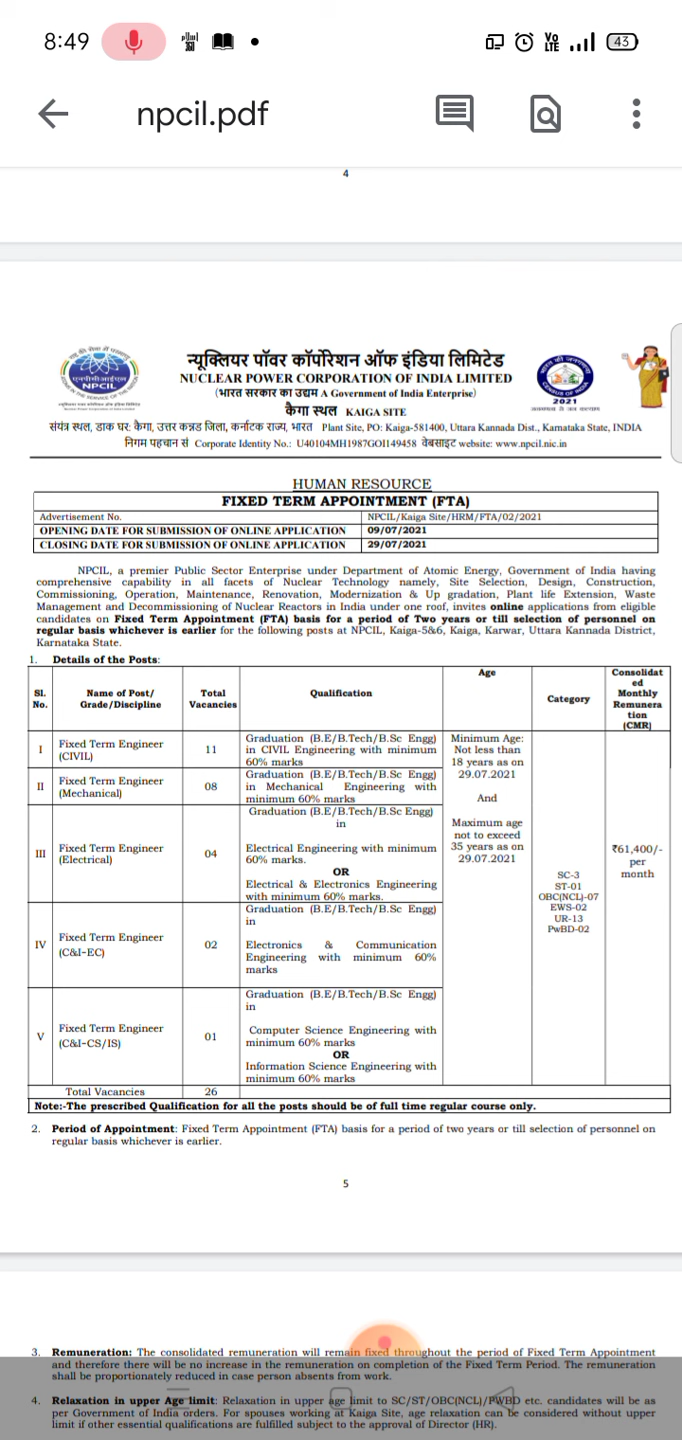 8:49
VO
LTE
43
npcil.pdf
4
न्यूक्लियर पॉवर कॉर्पोरेशन ऑफ इंडिया लिमिटेड
NUCLEAR POWER CORPORATION OF INDIA LIMITED
(भारत सरकार का उद्यम A Government of India Enterprise)
कैगा स्थल KAIGA SITE
संयंत्र स्थल, डाक घर: कैगा, उत्तर कन्नड जिला, कर्नाटक राज्य, भारत Plant Site, PO: Kaiga-581400, Uttara Kannada Dist., Karnataka State, INDIA
निगम पहचान सं Corporate Identity No.: U40104MH1987GOI149458 वेबसाइट website: www.npcil.nic.in
एनपीसीआईएल
NPCIL
2021
HUMAN RESOURCE
FIXED TERM APPOINTMENT (FTA)
Advertisement No. NPCIL/Kaiga Site/HRM/FTA/02/2021
OPENING DATE FOR SUBMISSION OF ONLINE APPLICATION 09/07/2021
CLOSING DATE FOR SUBMISSION OF ONLINE APPLICATION 29/07/2021
NPCIL, a premier Public Sector Enterprise under Department of Atomic Energy, Government of India having
comprehensive capability in all facets of Nuclear Technology namely, Site Selection, Design, Construction,
Commissioning, Operation, Maintenance, Renovation, Modernization & Up gradation, Plant life Extension, Waste
Management and Decommissioning of Nuclear Reactors in India under one roof, invites online applications from eligible
candidates on Fixed Term Appointment (FTA) basis for a period of Two years or till selection of personnel on
regular basis whichever is earlier for the following posts at NPCIL, Kaiga-5&6, Kaiga, Karwar, Uttara Kannada District,
Karnataka State.
1. Details of the Posts:
Sl.
No.
Name of Post/
Grade/Discipline
Total
Vacancies
Qualification
Age
Category
Consolidat
ed
Monthly
Remunera
tion
(CMR)
I
Fixed Term Engineer
(CIVIL)
11
Graduation (B.E/B.Tech/B.Sc Engg)
in CIVIL Engineering with minimum
60% marks
II
Fixed Term Engineer
(Mechanical)
08
Graduation (B.E/B.Tech/B.Sc Engg)
in Mechanical Engineering with
minimum 60% marks
III
Fixed Term Engineer
(Electrical)
04
Graduation (B.E/B.Tech/B.Sc Engg)
in
Electrical Engineering with minimum
60% marks.
OR
Electrical & Electronics Engineering
with minimum 60% marks.
IV
Fixed Term Engineer
(C&I-EC)
02
Graduation (B.E/B.Tech/B.Sc Engg)
in
Electronics & Communication
Engineering with minimum 60%
marks
V
Fixed Term Engineer
(C&I-CS/IS)
01
Graduation (B.E/B.Tech/B.Sc Engg)
in
Computer Science Engineering with
minimum 60% marks
OR
Information Science Engineering with
minimum 60% marks
Minimum Age:
Not less than
18 years as on
29.07.2021
And
Maximum age
not to exceed
35 years as on
29.07.2021
SC-3
ST-01
OBC(NCL)-07
EWS-02
UR-13
PwBD-02
₹61,400/-
per
month
Total Vacancies 26
Note:-The prescribed Qualification for all the posts should be of full time regular course only.
2. Period of Appointment: Fixed Term Appointment (FTA) basis for a period of two years or till selection of personnel on
regular basis whichever is earlier.
5
3. Remuneration: The consolidated remuneration will remain fixed throughout the period of Fixed Term Appointment
and therefore there will be no increase in the remuneration on completion of the Fixed Term Period. The remuneration
shall be proportionately reduced in case person absents from work.
4. Relaxation in upper Age limit: Relaxation in upper age limit to SC/ST/OBC(NCL)/PWBD etc. candidates will be as
per Government of India orders. For spouses working at Kaiga Site, age relaxation can be considered without upper
limit if other essential qualifications are fulfilled subject to the approval of Director (HR).